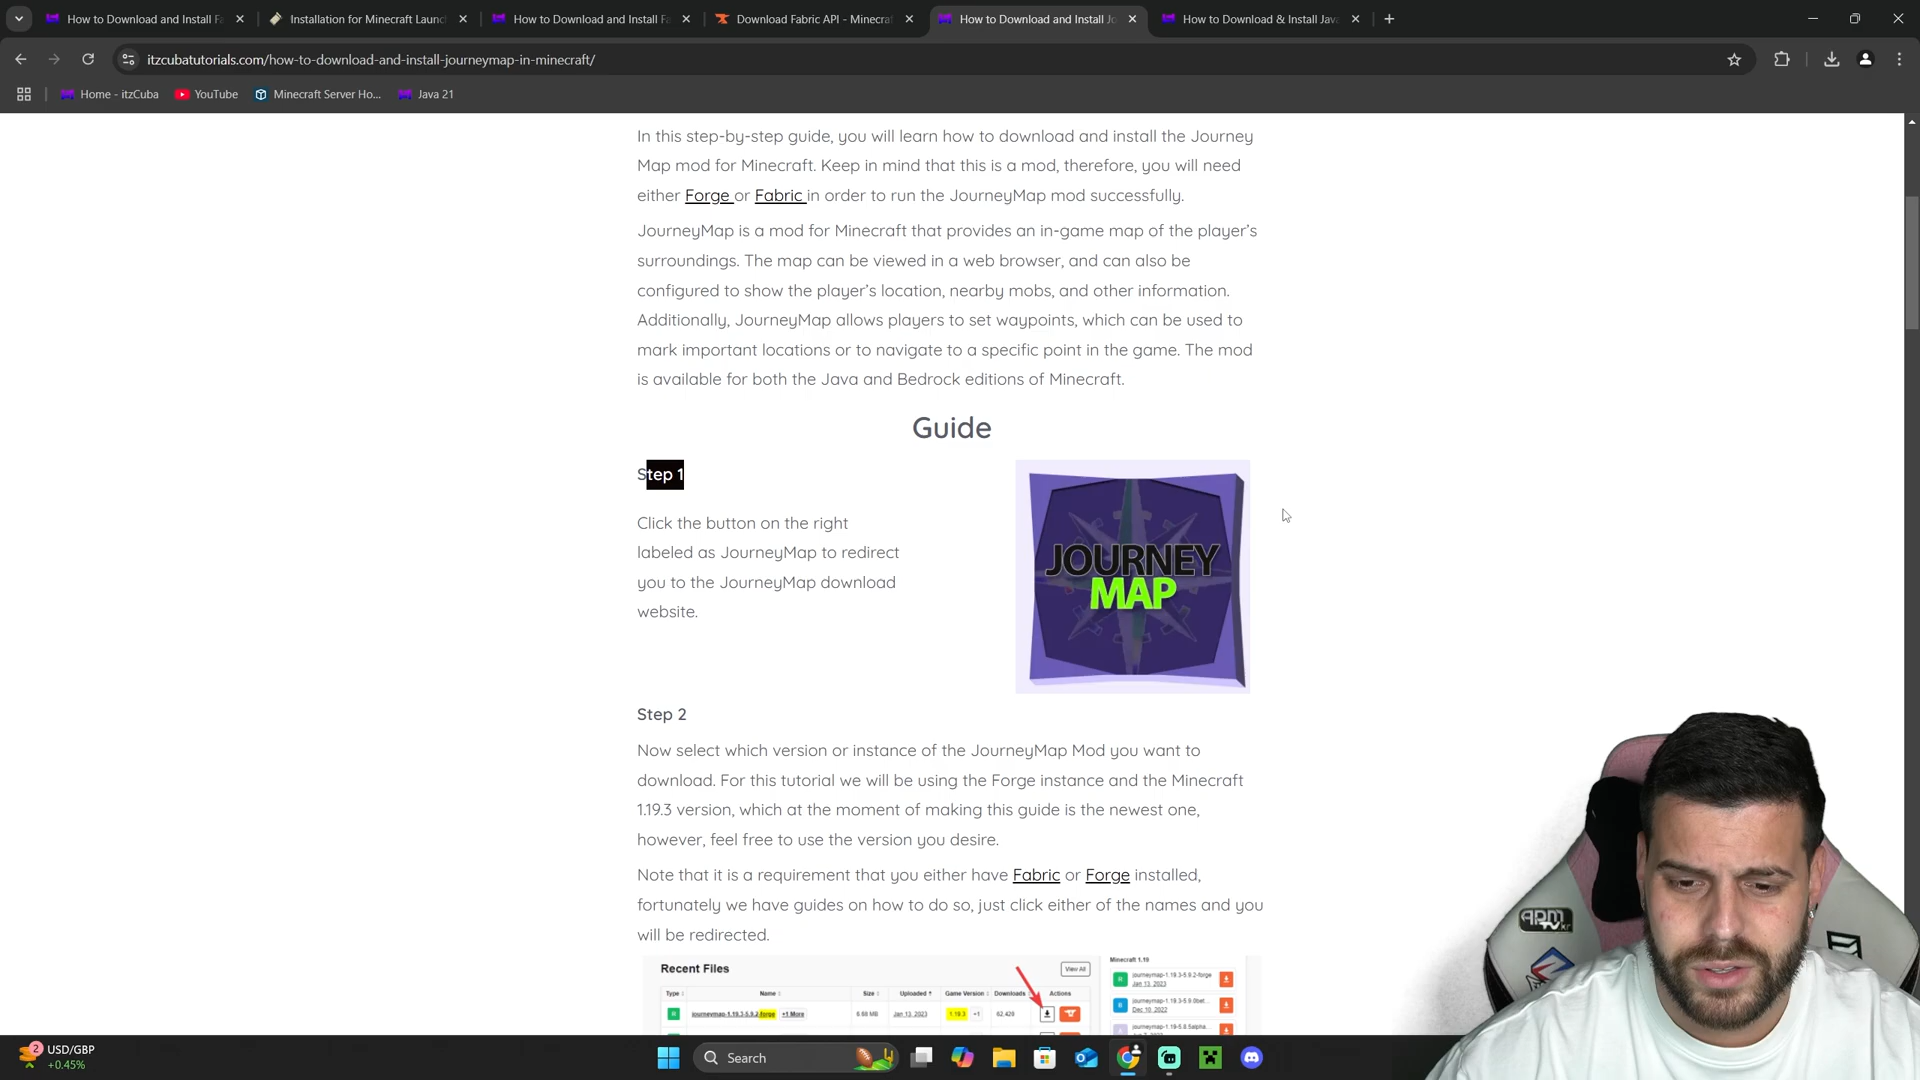 How to Download and Install Fa
Installation for Minecraft Launc
How to Download and Install Fa
Download Fabric API - Minecraf
How to Download and Install Jo
How to Download & Install Java
itzcubatutorials.com/how-to-download-and-install-journeymap-in-minecraft/
Home - itzCuba
YouTube
Minecraft Server Ho...
Java 21
In this step-by-step guide, you will learn how to download and install the Journey
Map mod for Minecraft. Keep in mind that this is a mod, therefore, you will need
either Forge or Fabric in order to run the JourneyMap mod successfully.
JourneyMap is a mod for Minecraft that provides an in-game map of the player's
surroundings. The map can be viewed in a web browser, and can also be
configured to show the player's location, nearby mobs, and other information.
Additionally, JourneyMap allows players to set waypoints, which can be used to
mark important locations or to navigate to a specific point in the game. The mod
is available for both the Java and Bedrock editions of Minecraft.
Guide
Step 1
Click the button on the right
labeled as JourneyMap to redirect
you to the JourneyMap download
website.
JOURNEY
MAP
Step 2
Now select which version or instance of the JourneyMap Mod you want to
download. For this tutorial we will be using the Forge instance and the Minecraft
1.19.3 version, which at the moment of making this guide is the newest one,
however, feel free to use the version you desire.
Note that it is a requirement that you either have Fabric or Forge installed,
fortunately we have guides on how to do so, just click either of the names and you
will be redirected.
Recent Files
View All
Type Name Size Uploaded Game Version Downloads Actions
R journeymap-1.19.3-5.9.2-forge +1 More 6.68 MB Jan 13, 2023 1.19.3 +1 62,420
Minecraft 1.19
R journeymap-1.19.3-5.9.2-forge
Jan 13, 2023
journeymap-1.19.3-5.9.0bet...
Dec 10, 2022
journeymap-1.19-5.8.5alpha...
2
USD/GBP
+0.45%
Search